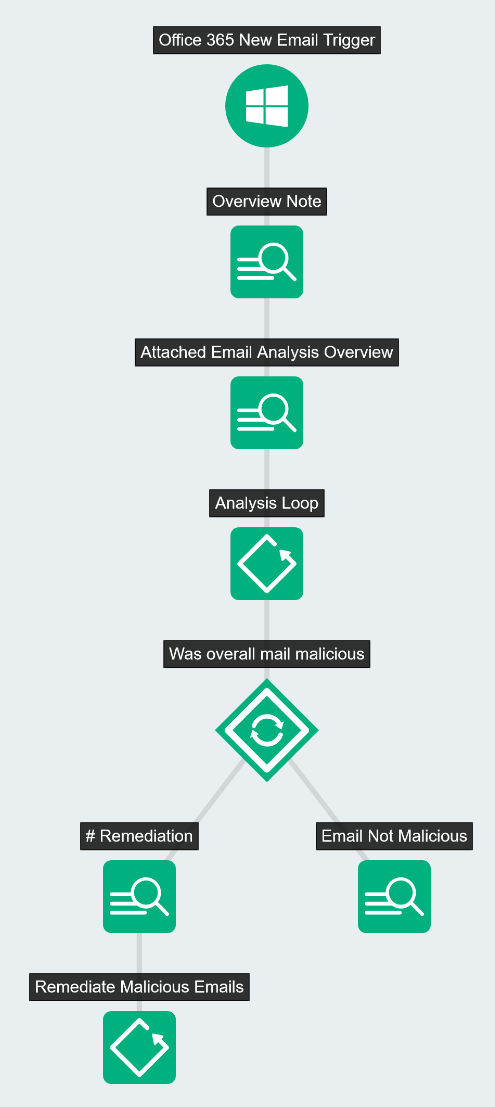 Office 365 New Email Trigger
Overview Note
Attached Email Analysis Overview
Analysis Loop
Was overall mail malicious
# Remediation
Email Not Malicious
Remediate Malicious Emails